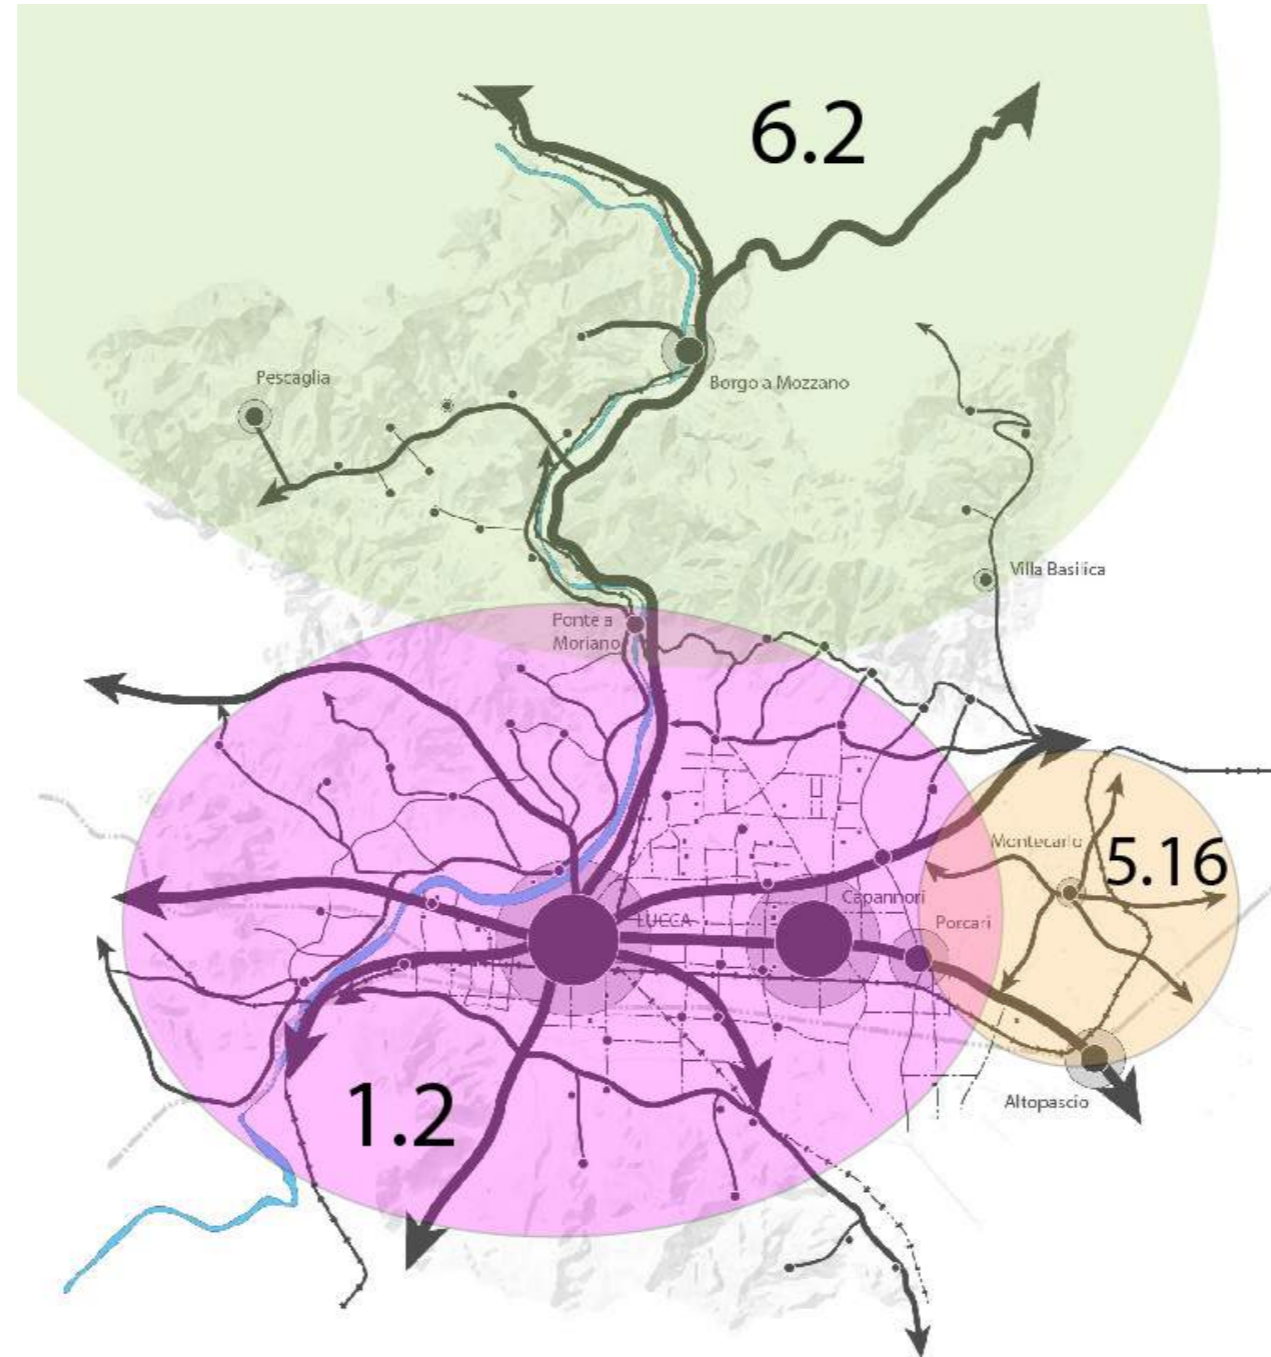 6.2
Pescaglia
Borgo a Mozzano
Villa Basilica
Ponte a
Moriano
Montecarlo
5.16
Capannori
LUCCA
Porcari
1.2
Altopascio